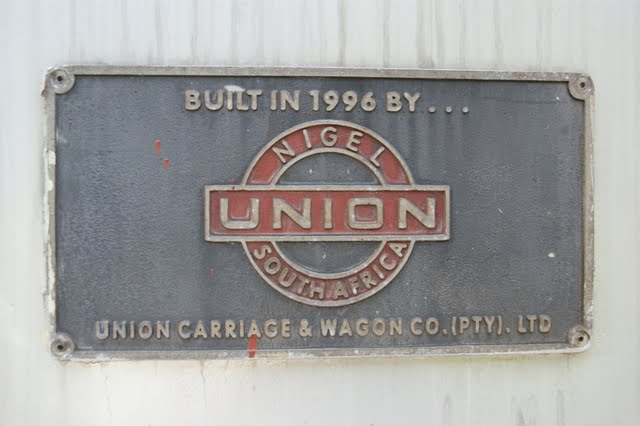 BUILT IN 1996 BY...
NIGEL
UNION
SOUTH AFRICA
UNION CARRIAGE & WAGON CO. (PTY). LTD